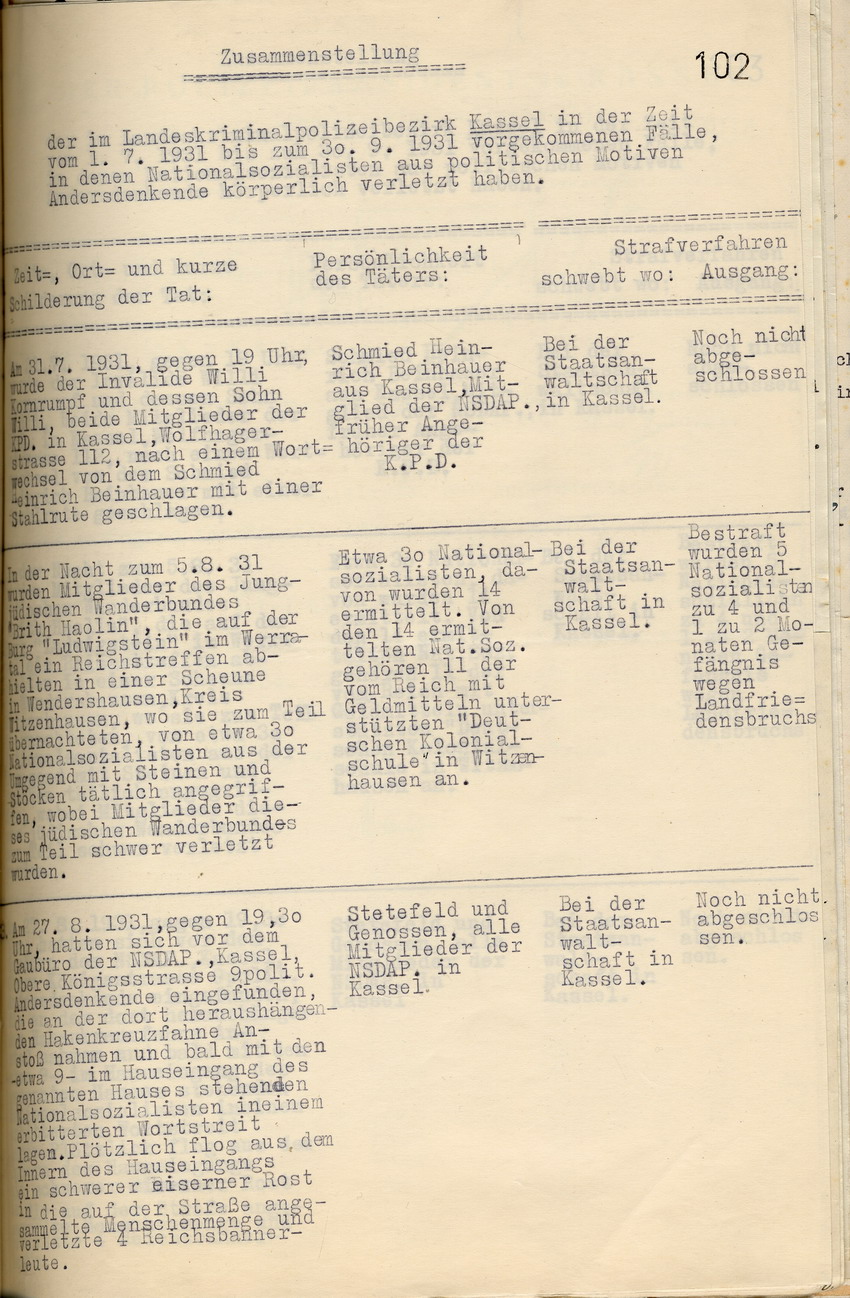 Zusammenstellung
102
der im Landeskriminalpolizeibezirk Kassel in der Zeit
vom 1. 7. 1931 bis zum 3o. 9. 1931 vorgekommenen Fälle,
in denen Nationalsozialisten aus politischen Motiven
Andersdenkende körperlich verletzt haben.
Zeit=, Ort= und kurze
Schilderung der Tat:
Persönlichkeit
des Täters:
Strafverfahren
schwebt wo: Ausgang:
Am 31.7. 1931, gegen 19 Uhr,
wurde der Invalide Willi
Kornrumpf und dessen Sohn
Willi, beide Mitglieder der
KPD. in Kassel,Wolfhager-
strasse 112, nach einem Wort=
wechsel von dem Schmied
Heinrich Beinhauer mit einer
Stahlrute geschlagen.
Schmied Hein-
rich Beinhauer
aus Kassel,Mit-
glied der NSDAP.,
früher Ange-
höriger der
K.P.D.
Bei der
Staatsan-
waltschaft
in Kassel.
Noch nicht
abge-
schlossen
In der Nacht zum 5.8. 31
wurden Mitglieder des Jung-
jüdischen Wanderbundes
"Brith Haolin", die auf der
Burg "Ludwigstein" im Werra-
tal ein Reichstreffen ab-
hielten in einer Scheune
in Wendershausen,Kreis
Witzenhausen, wo sie zum Teil
übernachteten, von etwa 3o
Nationalsozialisten aus der
Umgegend mit Steinen und
Stöcken tätlich angegrif-
fen, wobei Mitglieder die-
ses jüdischen Wanderbundes
zum Teil schwer verletzt
wurden.
Etwa 3o National-
sozialisten, da-
von wurden 14
ermittelt. Von
den 14 ermit-
telten Nat.Soz.
gehören 11 der
vom Reich mit
Geldmitteln unter-
stützten "Deut-
schen Kolonial-
schule" in Witzen-
hausen an.
Bei der
Staatsan-
walt-
schaft in
Kassel.
Bestraft
wurden 5
National-
sozialisten
zu 4 und
1 zu 2 Mo-
naten Ge-
fängnis
wegen
Landfrie=
densbruchs
Am 27. 8. 1931,gegen 19,3o
Uhr, hatten sich vor dem
Gaubüro der NSDAP.,Kassel,
Obere Königsstrasse 9polit.
Andersdenkende eingefunden,
die an der dort heraushängen-
den Hakenkreuzfahne An-
stoß nahmen und bald mit den
-etwa 9- im Hauseingang des
genannten Hauses stehenden
Nationalsozialisten ineinem
erbitterten Wortstreit
lagen.Plötzlich flog aus dem
Innern des Hauseingangs
ein schwerer eiserner Rost
in die auf der Straße ange-
sammelte Menschenmenge und
verletzte 4 Reichsbanner-
leute.
Stetefeld und
Genossen, alle
Mitglieder der
NSDAP. in
Kassel.
Bei der
Staatsan-
walt-
schaft in
Kassel.
Noch nicht
abgeschlos
sen.